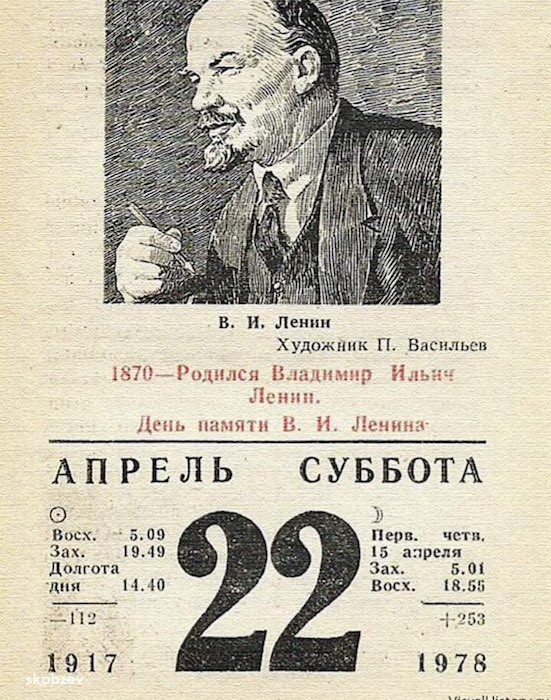 В. И. Ленин
Художник П. Васильев
1870—Родился Владимир Ильич
Ленин.
День памяти В. И. Ленина
АПРЕЛЬ СУББОТА
22
Восх. 5.09
Зах. 19.49
Долгота
дня 14.40
—112
1917
Перв. четв.
15 апреля
Зах. 5.01
Восх. 18.55
+253
1978
skobzev